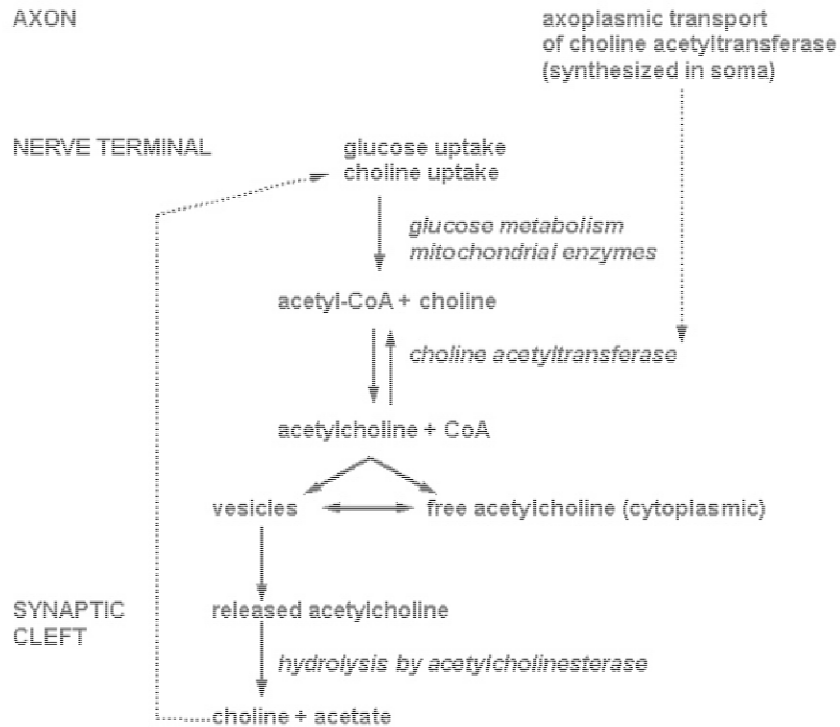 AXON
axoplasmic transport
of choline acetyltransferase
(synthesized in soma)
NERVE TERMINAL
glucose uptake
choline uptake
glucose metabolism
mitochondrial enzymes
acetyl-CoA + choline
choline acetyltransferase
acetylcholine + CoA
vesicles
free acetylcholine (cytoplasmic)
SYNAPTIC
CLEFT
released acetylcholine
hydrolysis by acetylcholinesterase
choline + acetate